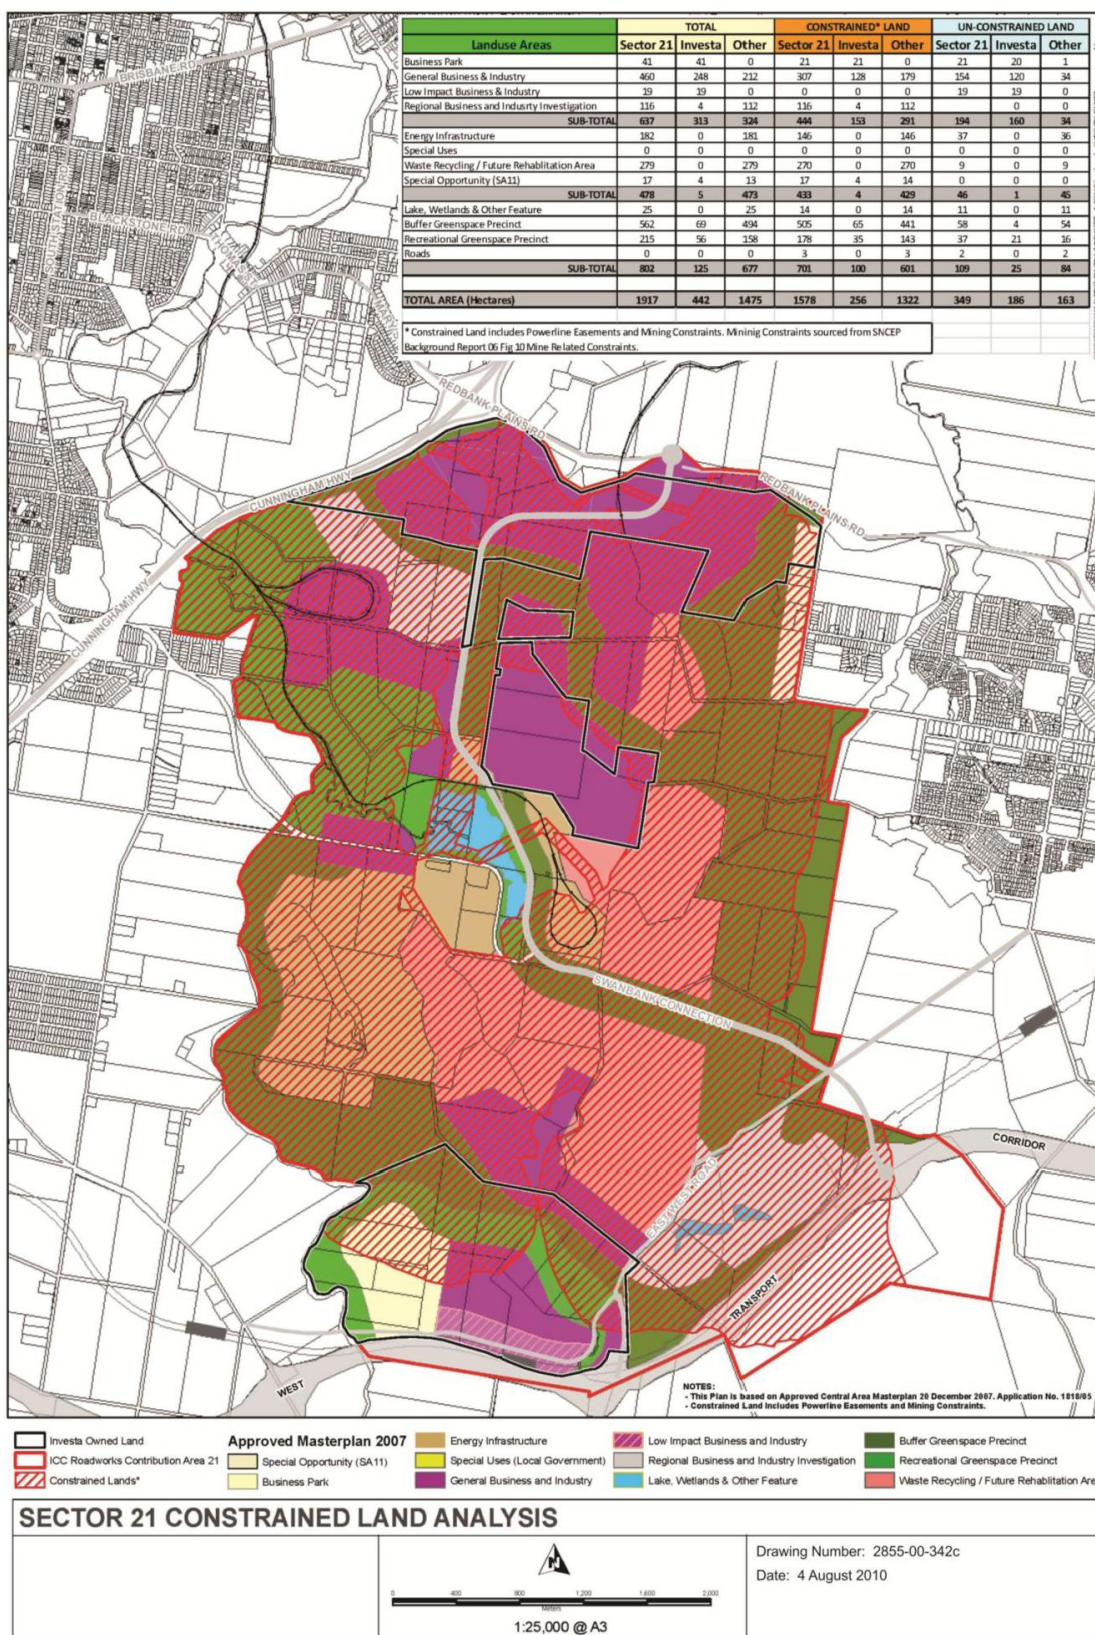 TOTAL CONSTRAINED* LAND UN-CONSTRAINED LAND
Landuse Areas Sector 21 Investa Other Sector 21 Investa Other Sector 21 Investa Other
Business Park 41 41 0 21 21 0 21 20 1
General Business & Industry 460 248 212 307 128 179 154 120 34
Low Impact Business & Industry 19 19 0 0 0 0 19 19 0
Regional Business and Indusrty Investigation 116 4 112 116 4 112 0 0
SUB-TOTAL 637 313 324 444 153 291 194 160 34
Energy Infrastructure 182 0 181 146 0 146 37 0 36
Special Uses 0 0 0 0 0 0 0 0 0
Waste Recycling / Future Rehablitation Area 279 0 279 270 0 270 9 0 9
Special Opportunity (SA11) 17 4 13 17 4 14 0 0 0
SUB-TOTAL 478 5 473 433 4 429 46 1 45
Lake, Wetlands & Other Feature 25 0 25 14 0 14 11 0 11
Buffer Greenspace Precinct 562 69 494 505 65 441 58 4 54
Recreational Greenspace Precinct 215 56 158 178 35 143 37 21 16
Roads 0 0 0 3 0 3 2 0 2
SUB-TOTAL 802 125 677 701 100 601 109 25 84
TOTAL AREA (Hectares) 1917 442 1475 1578 256 1322 349 186 163
* Constrained Land includes Powerline Easements and Mining Constraints. Mininig Constraints sourced from SNCEP
Background Report 06 Fig 10 Mine Related Constraints.
BRISBANE RD
REDBANK PLAINS RD
CUNNINGHAM HWY
REDBANK PLAINS RD
CUNNINGHAM HWY
SWANBANK CONNECTION
CORRIDOR
EAST WEST ROAD
TRANSPORT
WEST
NOTES:
- This Plan is based on Approved Central Area Masterplan 20 December 2007. Application No. 1818/05
- Constrained Land Includes Powerline Easements and Mining Constraints.
Investa Owned Land
ICC Roadworks Contribution Area 21
Constrained Lands*
Approved Masterplan 2007
Special Opportunity (SA11)
Business Park
Energy Infrastructure
Special Uses (Local Government)
General Business and Industry
Low Impact Business and Industry
Regional Business and Industry Investigation
Lake, Wetlands & Other Feature
Buffer Greenspace Precinct
Recreational Greenspace Precinct
Waste Recycling / Future Rehablitation Are
SECTOR 21 CONSTRAINED LAND ANALYSIS
0 400 800 1,200 1,600 2,000
Meters
1:25,000 @ A3
Drawing Number: 2855-00-342c
Date: 4 August 2010